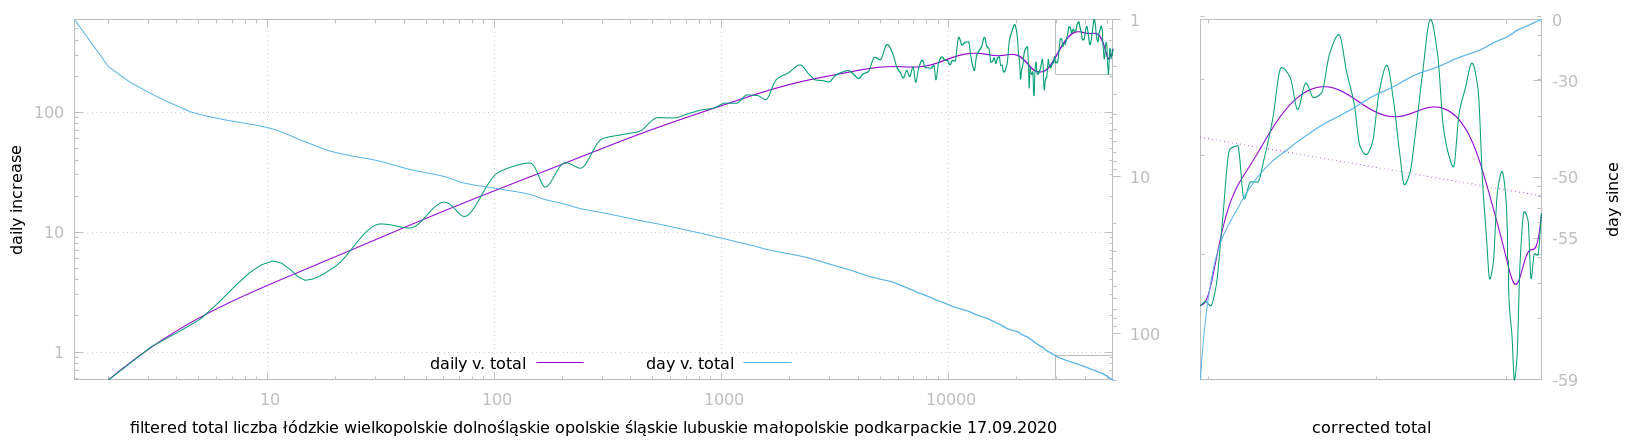 1
0
-30
100
10
-50
daily increase
day since
10
-55
100
1
daily v. total
day v. total
-59
10
100
1000
10000
filtered total liczba łódzkie wielkopolskie dolnośląskie opolskie śląskie lubuskie małopolskie podkarpackie 17.09.2020
corrected total